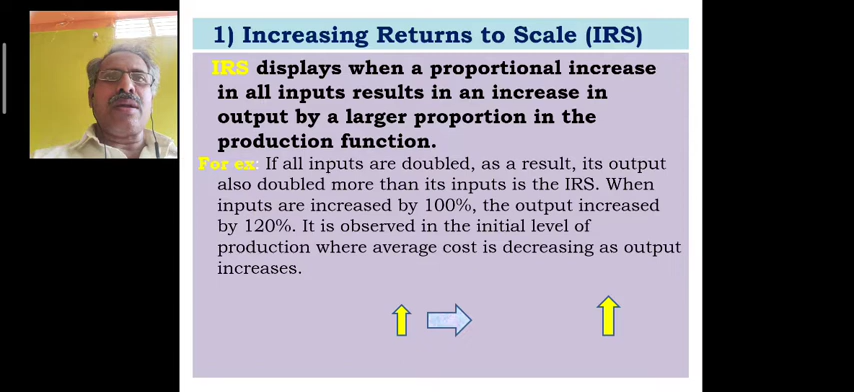 1) Increasing Returns to Scale (IRS)
IRS displays when a proportional increase
in all inputs results in an increase in
output by a larger proportion in the
production function.
For ex: If all inputs are doubled, as a result, its output
also doubled more than its inputs is the IRS. When
inputs are increased by 100%, the output increased
by 120%. It is observed in the initial level of
production where average cost is decreasing as output
increases.